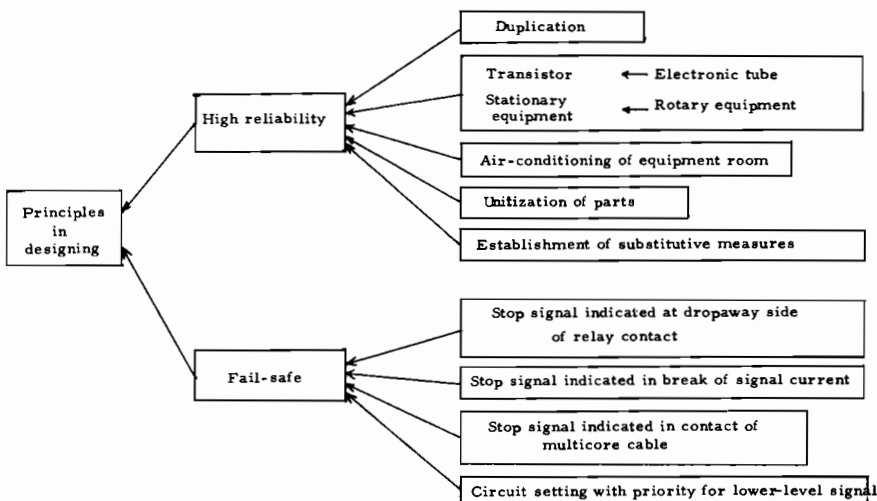 Duplication
Transistor ← Electronic tube
Stationary equipment ← Rotary equipment
High reliability
Air-conditioning of equipment room
Unitization of parts
Principles in designing
Establishment of substitutive measures
Stop signal indicated at dropaway side
of relay contact
Fail-safe
Stop signal indicated in break of signal current
Stop signal indicated in contact of
multicore cable
Circuit setting with priority for lower-level signal